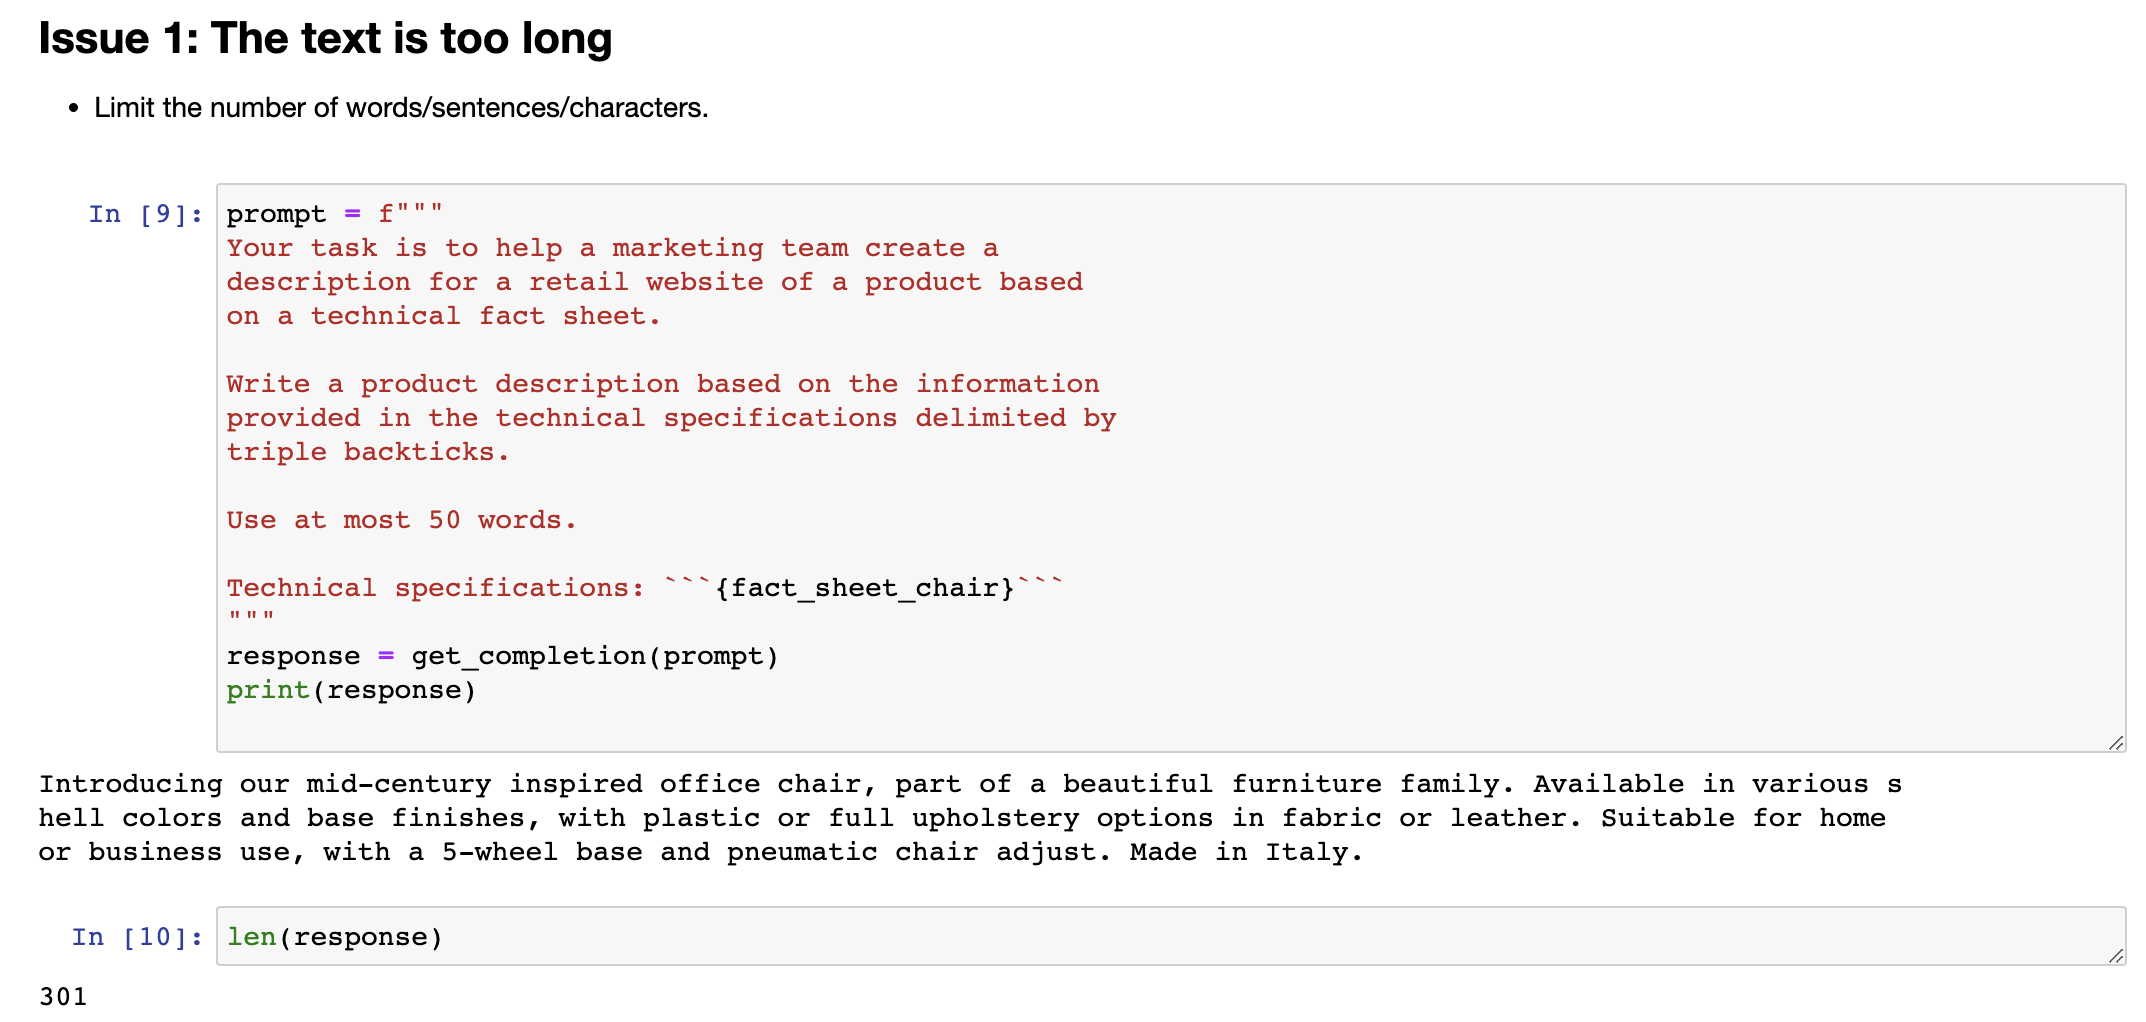 Issue 1: The text is too long
• Limit the number of words/sentences/characters.
In [9]:
prompt = f"""
Your task is to help a marketing team create a
description for a retail website of a product based
on a technical fact sheet.

Write a product description based on the information
provided in the technical specifications delimited by
triple backticks.

Use at most 50 words.

Technical specifications: ```{fact_sheet_chair}```
"""
response = get_completion(prompt)
print(response)
Introducing our mid-century inspired office chair, part of a beautiful furniture family. Available in various s
hell colors and base finishes, with plastic or full upholstery options in fabric or leather. Suitable for home
or business use, with a 5-wheel base and pneumatic chair adjust. Made in Italy.
In [10]:
len(response)
301